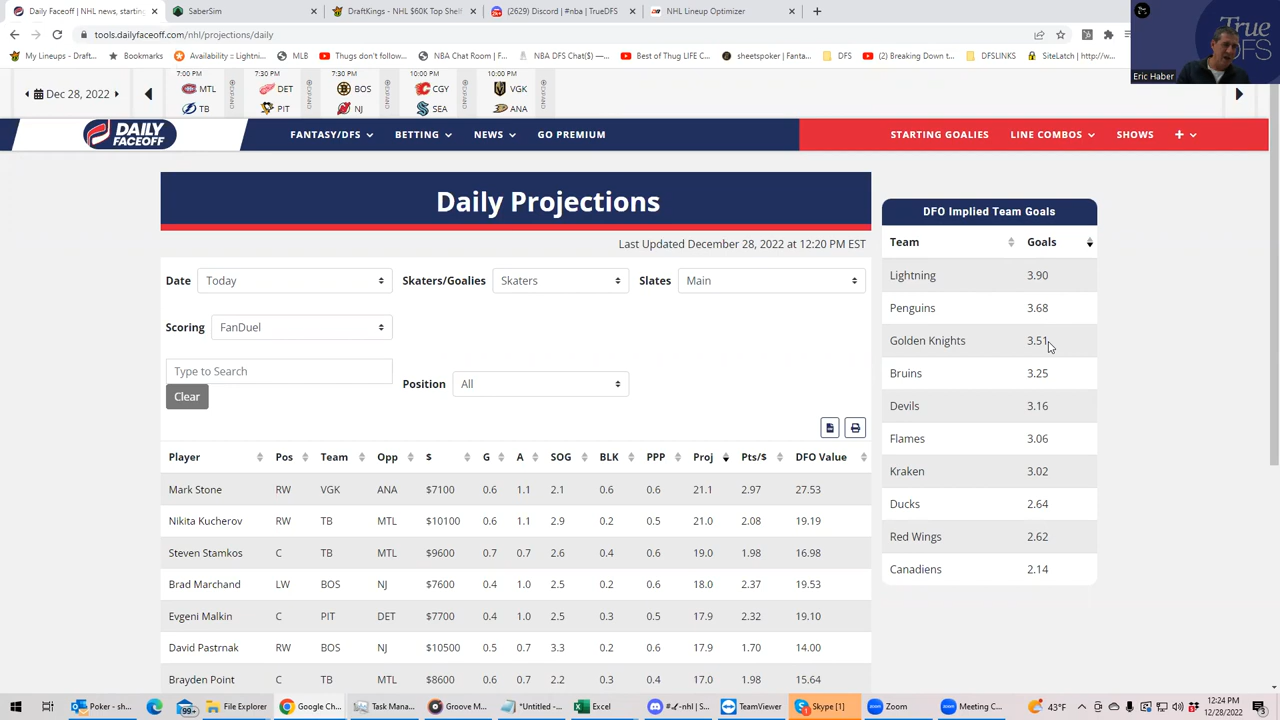 Daily Faceoff | NHL news, starting
SaberSim
DraftKings - NHL $60K Top Shelf
(2629) Discord | #nba | TrueDFS
NHL Lineup Optimizer
tools.dailyfaceoff.com/nhl/projections/daily
My Lineups - Draft... Bookmarks Availability :: Lightni... MLB Thugs don't follow... NBA Chat Room (... NBA DFS Chat($) —... Best of Thug LIFE C... sheetspoker | Fanta... DFS (2) Breaking Down t... DFSLINKS SiteLatch | http://w...
True
DFS
Eric Haber
7:00 PM 7:30 PM 7:30 PM 10:00 PM 10:00 PM
Dec 28, 2022
MTL DET BOS CGY VGK
TB PIT NJ SEA ANA
EXPAND EXPAND EXPAND EXPAND EXPAND
DAILY
FACEOFF
FANTASY/DFS BETTING NEWS GO PREMIUM STARTING GOALIES LINE COMBOS SHOWS +
Daily Projections
Last Updated December 28, 2022 at 12:20 PM EST
Date Today Skaters/Goalies Skaters Slates Main
Scoring FanDuel
Type to Search
Position All
Clear
Player Pos Team Opp $ G A SOG BLK PPP Proj Pts/$ DFO Value
Mark Stone RW VGK ANA $7100 0.6 1.1 2.1 0.6 0.6 21.1 2.97 27.53
Nikita Kucherov RW TB MTL $10100 0.6 1.1 2.9 0.2 0.5 21.0 2.08 19.19
Steven Stamkos C TB MTL $9600 0.7 0.7 2.6 0.4 0.6 19.0 1.98 16.98
Brad Marchand LW BOS NJ $7600 0.4 1.0 2.5 0.2 0.6 18.0 2.37 19.53
Evgeni Malkin C PIT DET $7700 0.4 1.0 2.5 0.3 0.5 17.9 2.32 19.10
David Pastrnak RW BOS NJ $10500 0.5 0.7 3.3 0.2 0.6 17.9 1.70 14.00
Brayden Point C TB MTL $8600 0.6 0.7 2.2 0.3 0.4 17.0 1.98 15.64
DFO Implied Team Goals
Team Goals
Lightning 3.90
Penguins 3.68
Golden Knights 3.51
Bruins 3.25
Devils 3.16
Flames 3.06
Kraken 3.02
Ducks 2.64
Red Wings 2.62
Canadiens 2.14
Poker - sh... 99+ File Explorer Google Ch... Task Mana... Groove M... *Untitled -... Excel TeamViewer Skype [1] Zoom Meeting C... 43°F
12:24 PM
12/28/2022